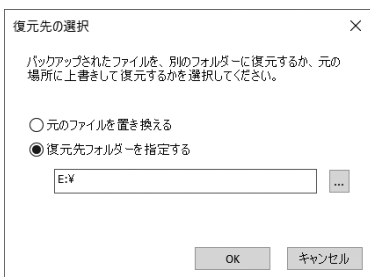 復元先の選択
バックアップされたファイルを、別のフォルダーに復元するか、元の
場所に上書きして復元するかを選択してください。
元のファイルを置き換える
復元先フォルダーを指定する
E:¥
...
OK
キャンセル